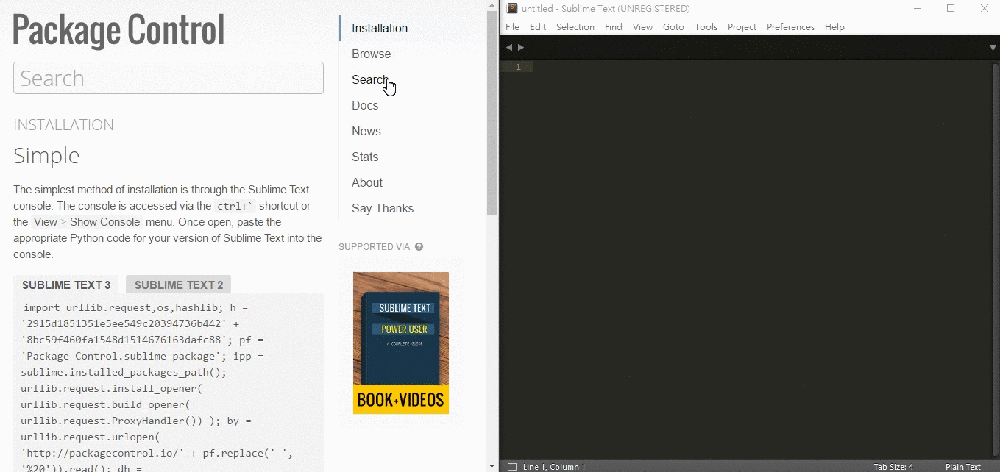 Package Control
Search
INSTALLATION
Simple
The simplest method of installation is through the Sublime Text
console. The console is accessed via the ctrl+` shortcut or
the View > Show Console menu. Once open, paste the
appropriate Python code for your version of Sublime Text into the
console.
SUBLIME TEXT 3 SUBLIME TEXT 2
import urllib.request,os,hashlib; h =
'2915d1851351e5ee549c20394736b442' +
'8bc59f460fa1548d1514676163dafc88'; pf =
'Package Control.sublime-package'; ipp =
sublime.installed_packages_path();
urllib.request.install_opener(
urllib.request.build_opener(
urllib.request.ProxyHandler()) ); by =
urllib.request.urlopen(
'http://packagecontrol.io/' + pf.replace(' ',
'%20')).read(); dh =
Installation
Browse
Search
Docs
News
Stats
About
Say Thanks
SUPPORTED VIA ?
SUBLIME TEXT
POWER USER
A COMPLETE GUIDE
BOOK+VIDEOS
untitled - Sublime Text (UNREGISTERED)
File Edit Selection Find View Goto Tools Project Preferences Help
1
Line 1, Column 1 Tab Size: 4 Plain Text